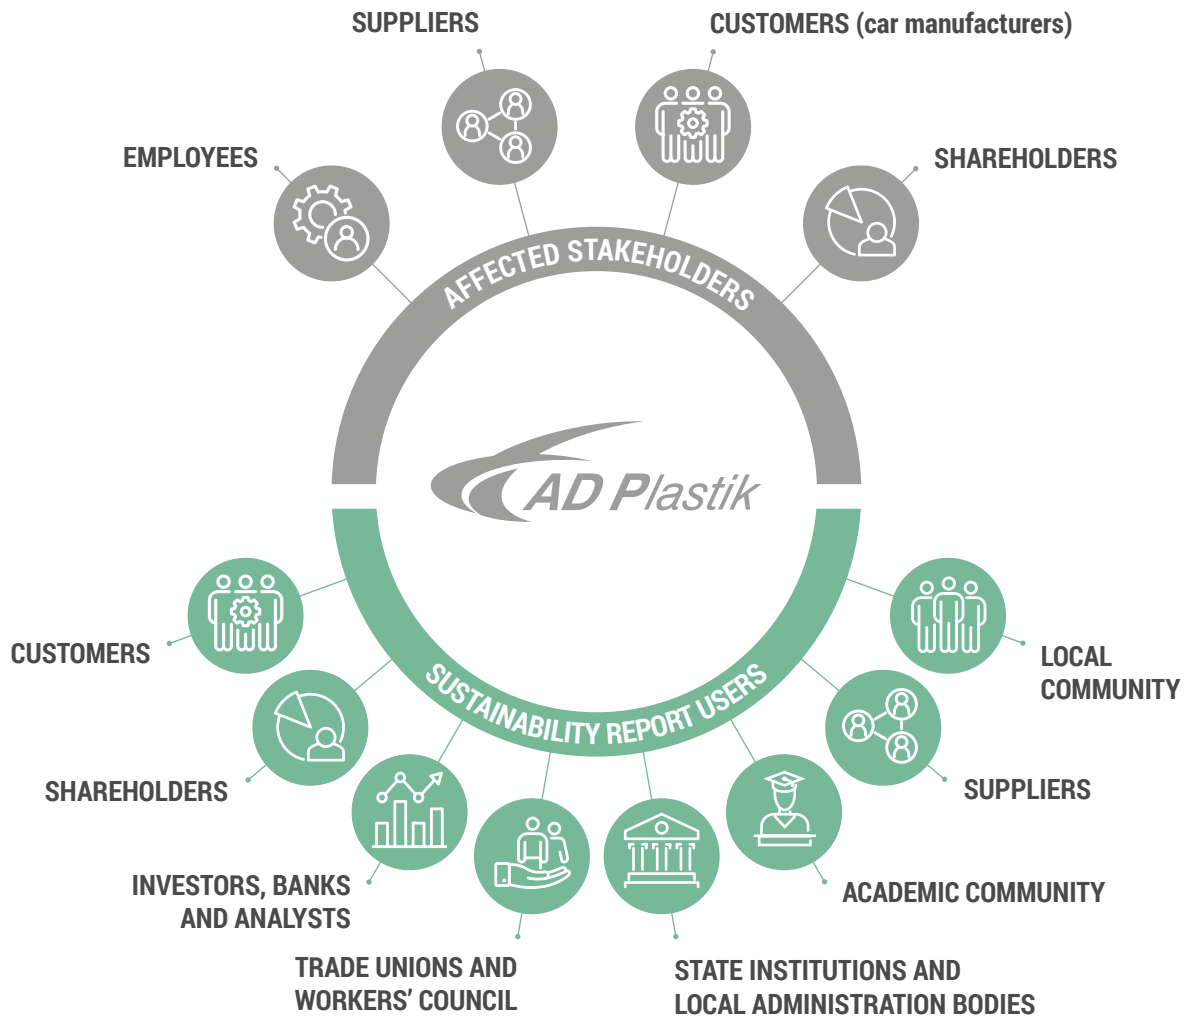 SUPPLIERS
CUSTOMERS (car manufacturers)
EMPLOYEES
SHAREHOLDERS
AFFECTED STAKEHOLDERS
AD Plastik
CUSTOMERS
LOCAL
COMMUNITY
SUSTAINABILITY REPORT USERS
SHAREHOLDERS
SUPPLIERS
INVESTORS, BANKS
AND ANALYSTS
ACADEMIC COMMUNITY
TRADE UNIONS AND
WORKERS’ COUNCIL
STATE INSTITUTIONS AND
LOCAL ADMINISTRATION BODIES